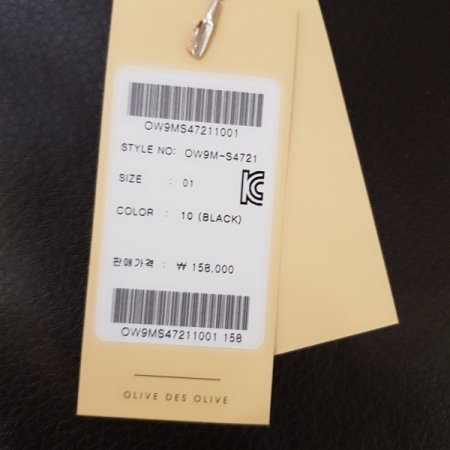 OW9MS47211001
STYLE NO: OW9M-S4721
SIZE : 01
COLOR : 10 (BLACK)
판매가격 : ₩ 158.000
OW9MS47211001 158
OLIVE DES OLIVE